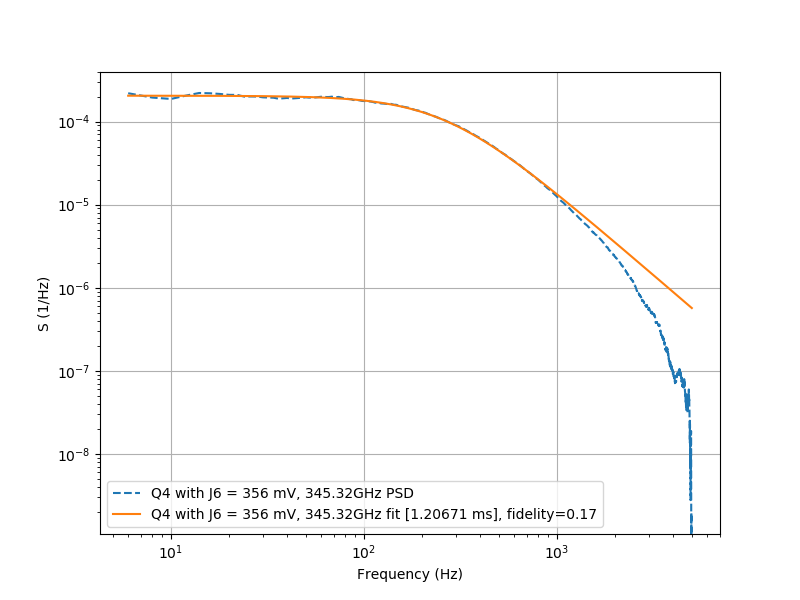 10⁻⁴
10⁻⁵
10⁻⁶
10⁻⁷
10⁻⁸
S (1/Hz)
Q4 with J6 = 356 mV, 345.32GHz PSD
Q4 with J6 = 356 mV, 345.32GHz fit [1.20671 ms], fidelity=0.17
10¹ 10² 10³
Frequency (Hz)